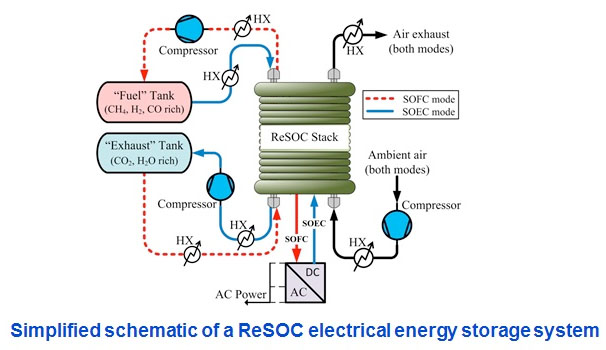 HX
Compressor
HX
"Fuel" Tank
(CH₄, H₂, CO rich)
"Exhaust" Tank
(CO₂, H₂O rich)
Compressor
HX
HX
ReSOC Stack
HX
Air exhaust
(both modes)
SOFC mode
SOEC mode
Ambient air
(both modes)
Compressor
HX
SOFC
SOEC
DC
AC
AC Power
Simplified schematic of a ReSOC electrical energy storage system